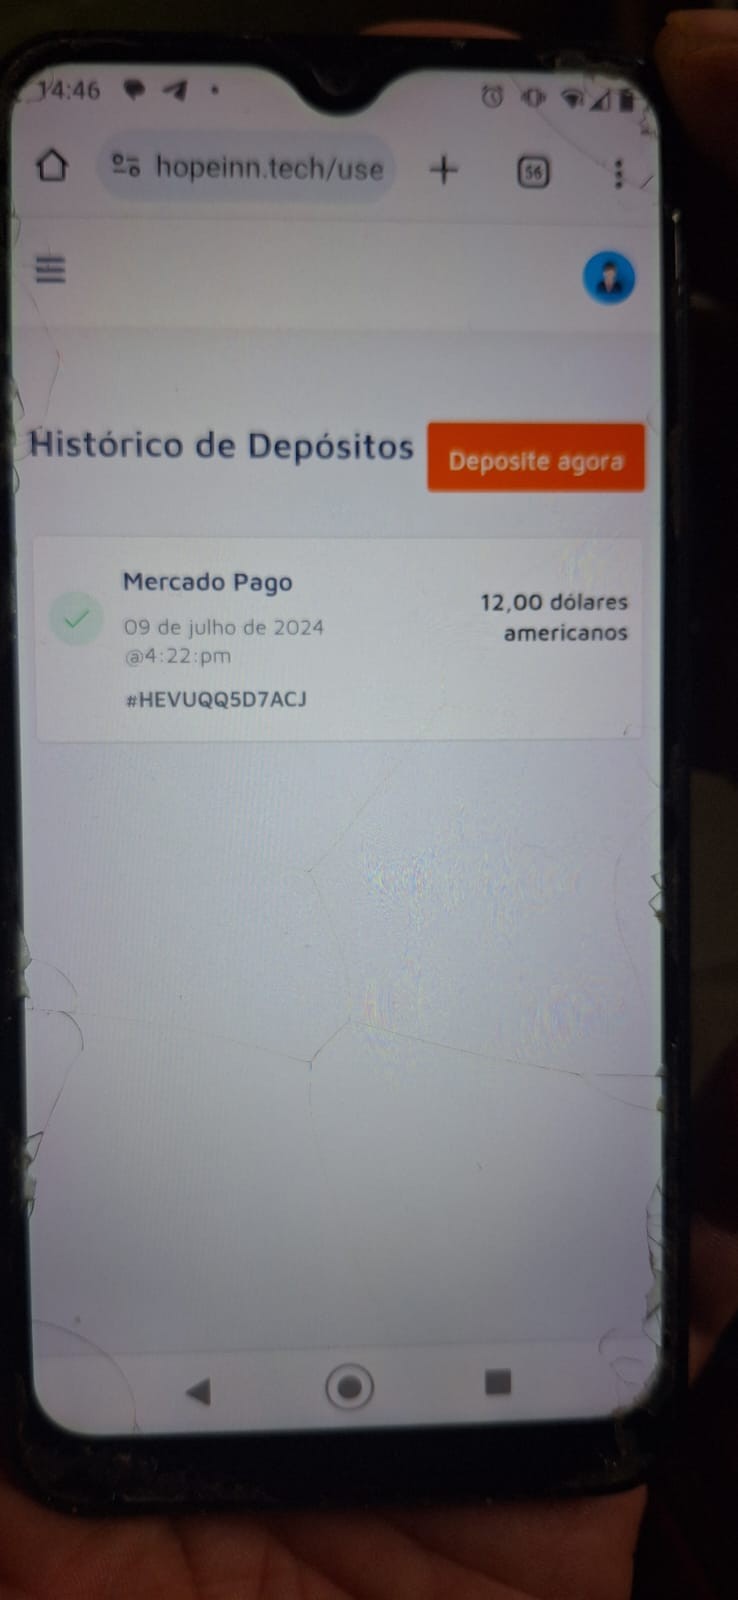 14:46
hopeinn.tech/use
56
Histórico de Depósitos
Deposite agora
Mercado Pago
09 de julho de 2024
@4:22:pm
#HEVUQQ5D7ACJ
12,00 dólares
americanos